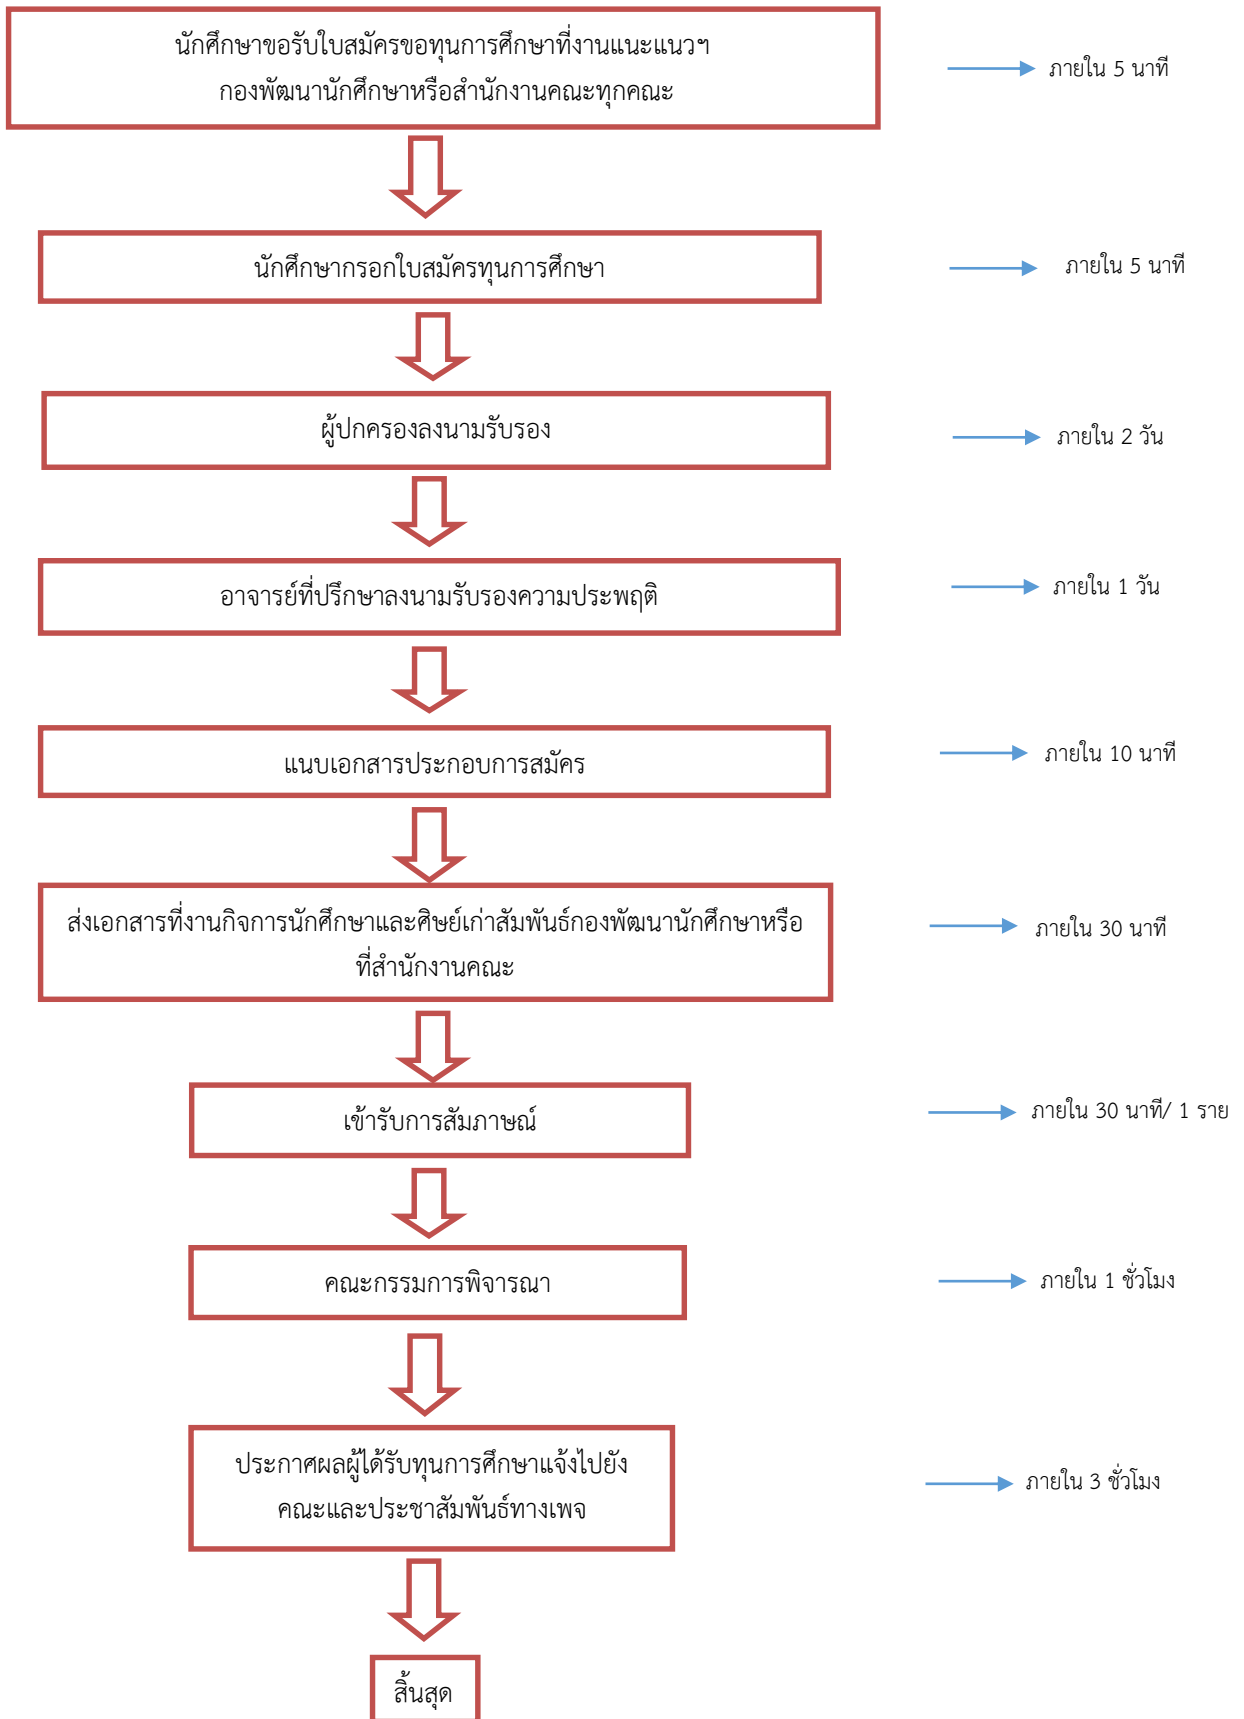 นักศึกษาขอรับใบสมัครขอทุนการศึกษาที่งานแนะแนวฯ
กองพัฒนานักศึกษาหรือสำนักงานคณะทุกคณะ
ภายใน 5 นาที
นักศึกษากรอกใบสมัครทุนการศึกษา
ภายใน 5 นาที
ผู้ปกครองลงนามรับรอง
ภายใน 2 วัน
อาจารย์ที่ปรึกษาลงนามรับรองความประพฤติ
ภายใน 1 วัน
แนบเอกสารประกอบการสมัคร
ภายใน 10 นาที
ส่งเอกสารที่งานกิจการนักศึกษาและศิษย์เก่าสัมพันธ์กองพัฒนานักศึกษาหรือ
ที่สำนักงานคณะ
ภายใน 30 นาที
เข้ารับการสัมภาษณ์
ภายใน 30 นาที/ 1 ราย
คณะกรรมการพิจารณา
ภายใน 1 ชั่วโมง
ประกาศผลผู้ได้รับทุนการศึกษาแจ้งไปยัง
คณะและประชาสัมพันธ์ทางเพจ
ภายใน 3 ชั่วโมง
สิ้นสุด